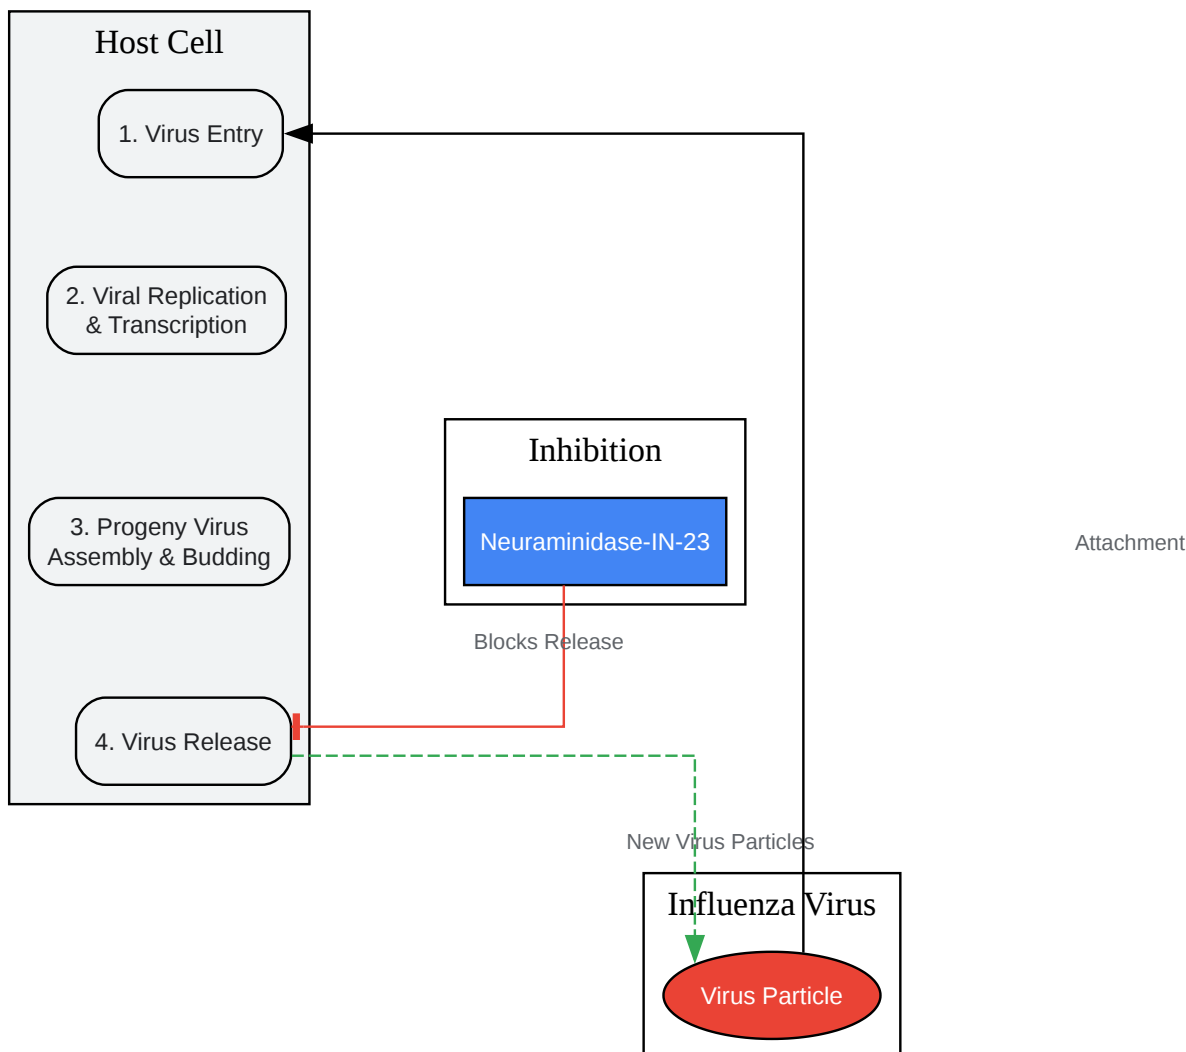 Host Cell
1. Virus Entry
2. Viral Replication
& Transcription
3. Progeny Virus
Assembly & Budding
4. Virus Release
Inhibition
Neuraminidase-IN-23
Blocks Release
Attachment
New Virus Particles
Influenza Virus
Virus Particle